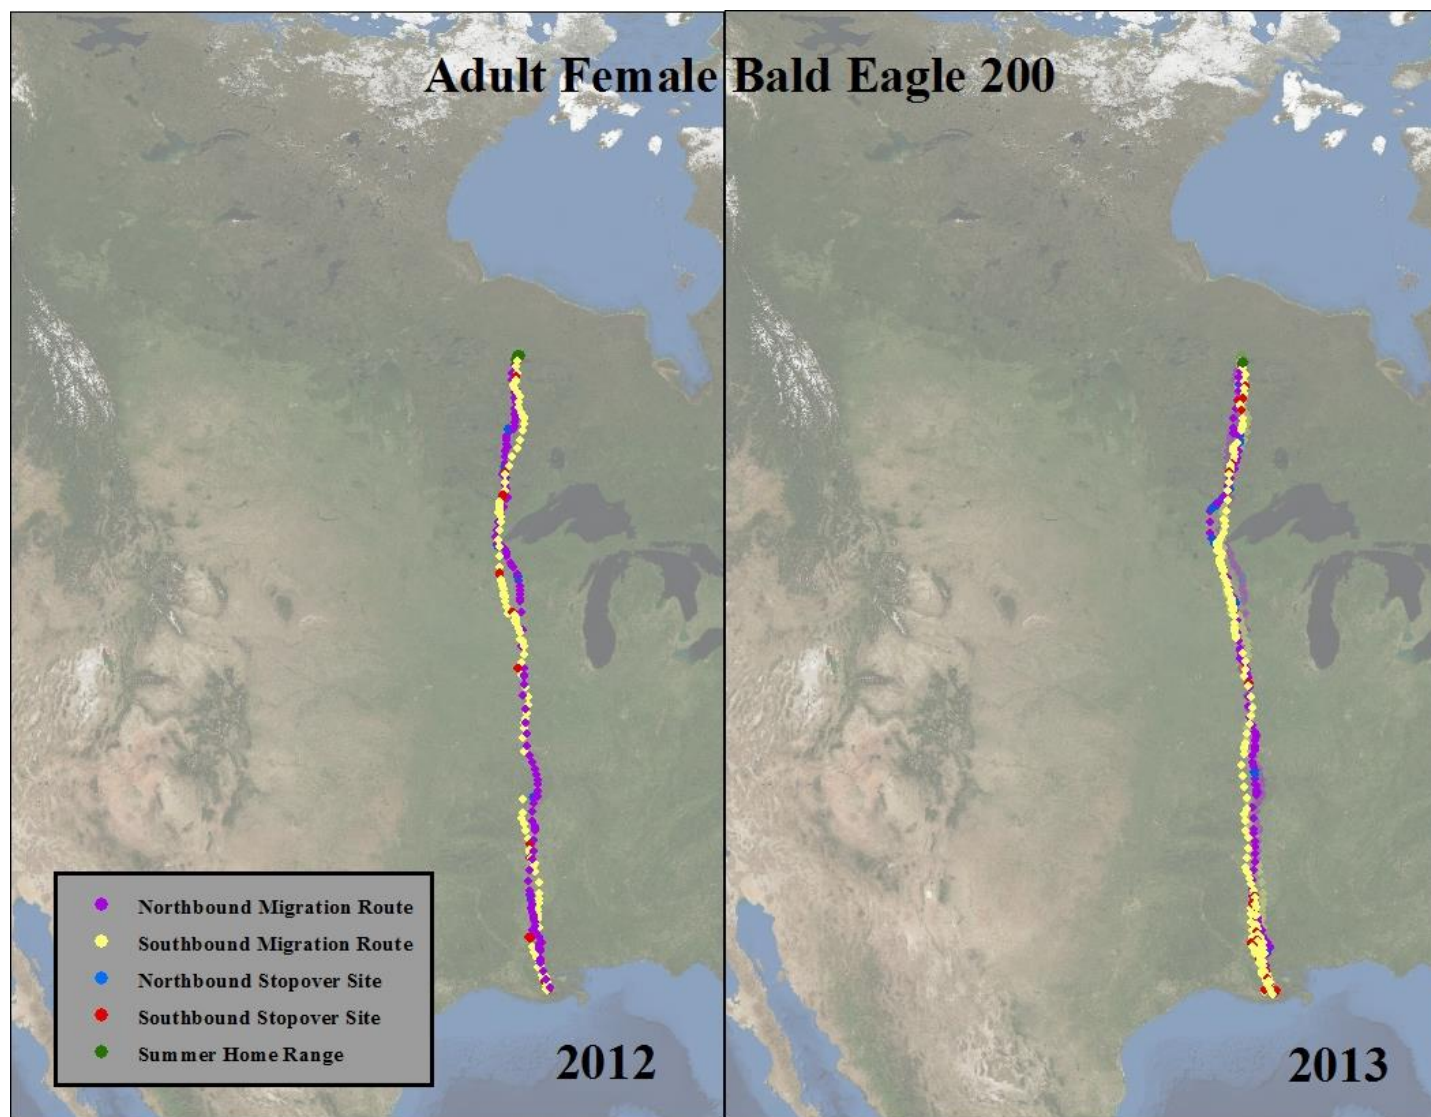 Adult Female Bald Eagle 200
Northbound Migration Route
Southbound Migration Route
Northbound Stopover Site
Southbound Stopover Site
Summer Home Range
2012
2013